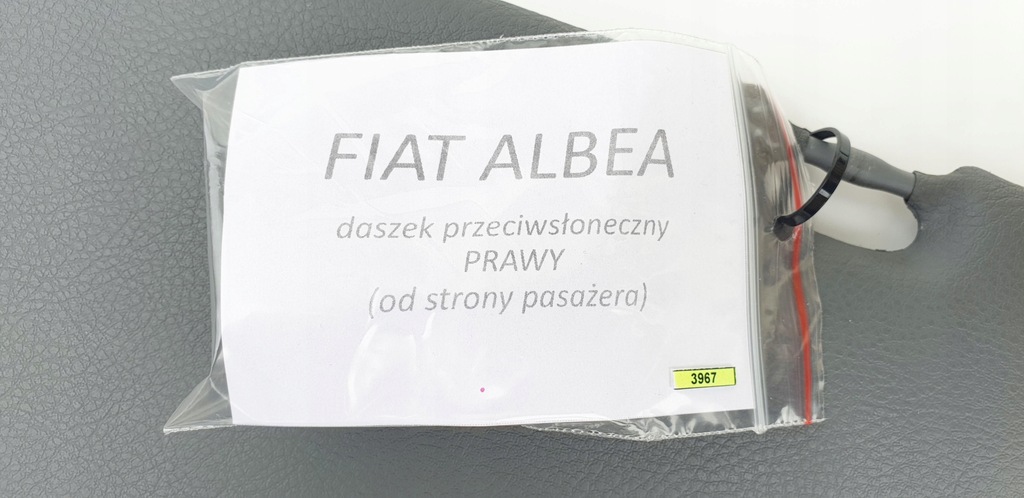 FIAT ALBEA
daszek przeciwsłoneczny
PRAWY
(od strony pasażera)
3967